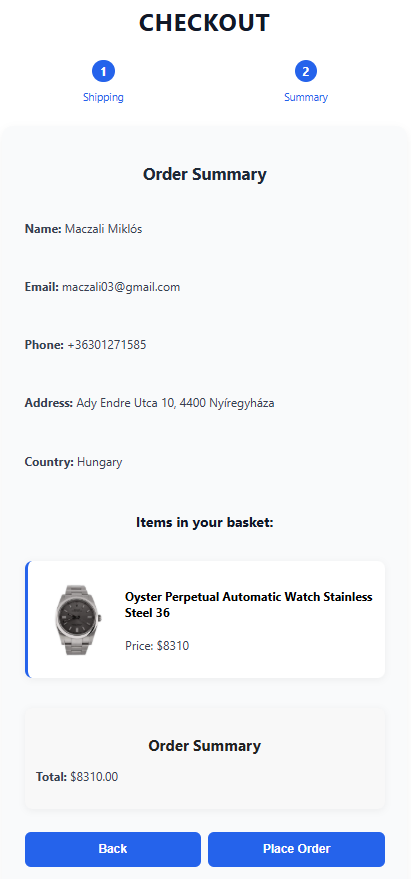 CHECKOUT
1 2
Shipping Summary
Order Summary
Name: Maczali Miklós
Email: maczali03@gmail.com
Phone: +36301271585
Address: Ady Endre Utca 10, 4400 Nyíregyháza
Country: Hungary
Items in your basket:
Oyster Perpetual Automatic Watch Stainless
Steel 36
Price: $8310
Order Summary
Total: $8310.00
Back Place Order